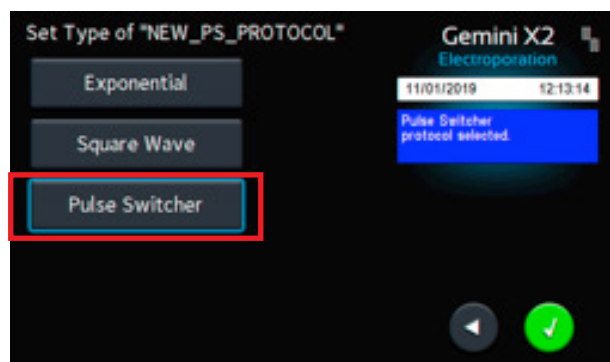 Set Type of "NEW_PS_PROTOCOL"
Exponential
Square Wave
Pulse Switcher
Gemini X2
Electroporation
11/01/2019 12:13:14
Pulse Switcher
protocol selected.